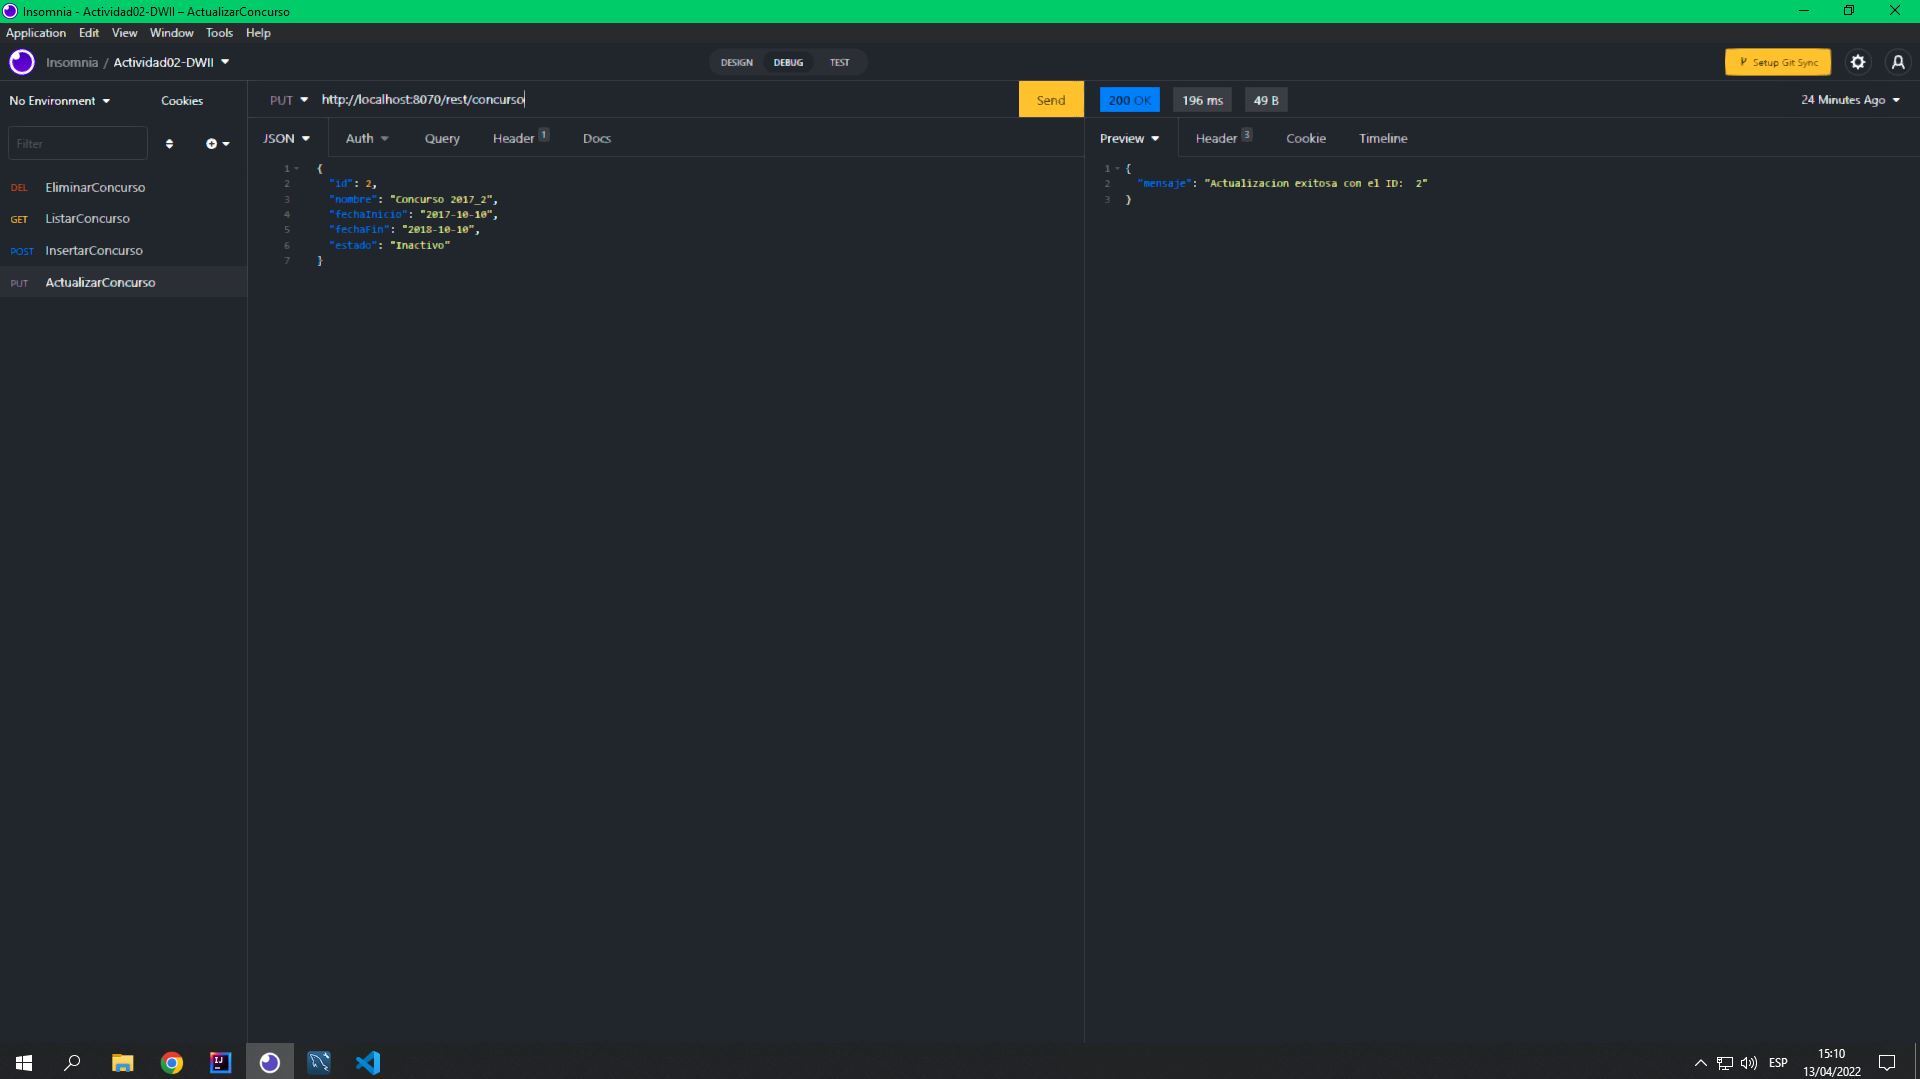 Insomnia - Actividad02-DWII – ActualizarConcurso
Application Edit View Window Tools Help
Insomnia / Actividad02-DWII
DESIGN DEBUG TEST
Setup Git Sync
No Environment Cookies
PUT http://localhost:8070/rest/concurso
Send
200 OK 196 ms 49 B
24 Minutes Ago
Filter
JSON Auth Query Header 1 Docs
Preview Header 3 Cookie Timeline
DEL EliminarConcurso
GET ListarConcurso
POST InsertarConcurso
PUT ActualizarConcurso
1 {
2 "id": 2,
3 "nombre": "Concurso 2017_2",
4 "fechaInicio": "2017-10-10",
5 "fechaFin": "2018-10-10",
6 "estado": "Inactivo"
7 }
1 {
2 "mensaje": "Actualizacion exitosa con el ID:  2"
3 }
ESP
15:10
13/04/2022